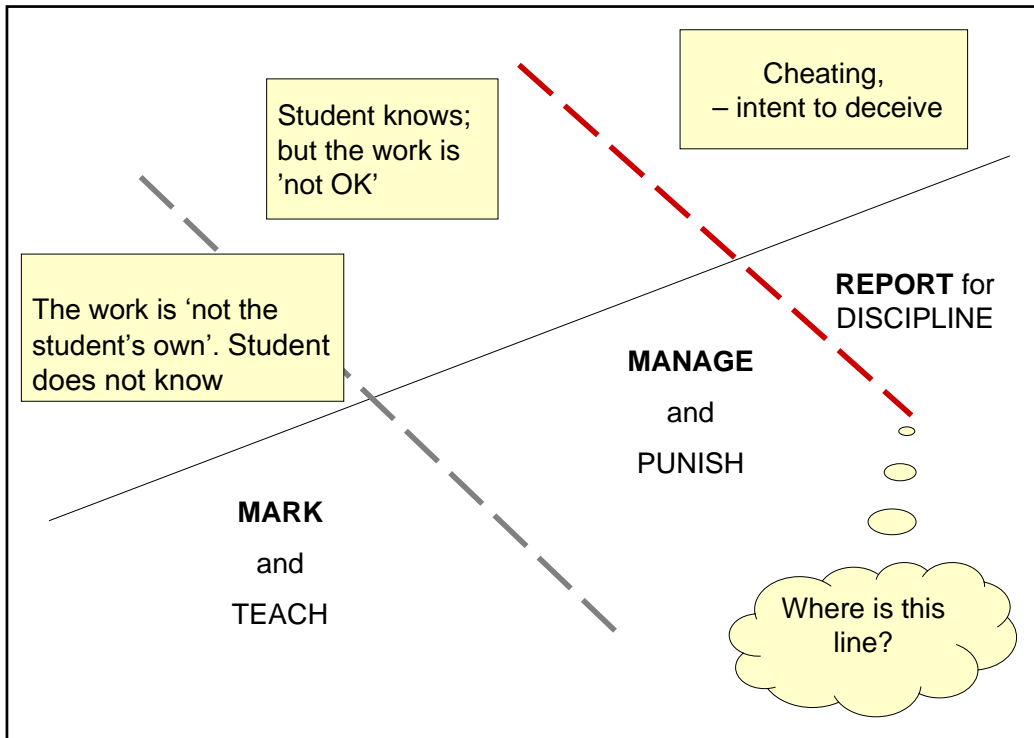 Cheating,
– intent to deceive
Student knows;
but the work is
’not OK’
The work is ‘not the
student’s own’. Student
does not know
REPORT for
DISCIPLINE
MANAGE
and
PUNISH
MARK
and
TEACH
Where is this
line?